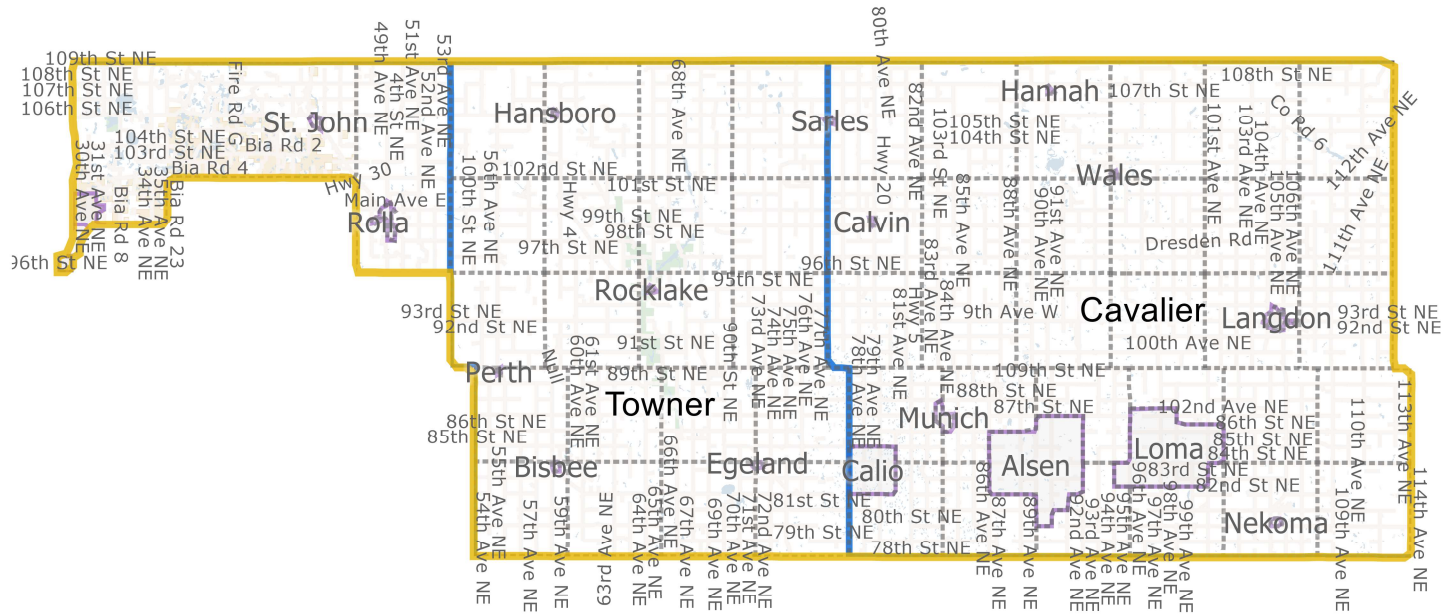 109th St NE
108th St NE
107th St NE
106th St NE
Fire Rd G
49th Ave NE
51st Ave NE
4th St NE
52nd Ave NE
53rd Ave NE
68th Ave NE
80th Ave NE
Hwy 20
82nd Ave NE
108th St NE
107th St NE
Hannah
Hansboro
Sarles
St. John
103rd St NE
105th St NE
104th St NE
101st Ave NE
103rd Ave NE
104th Ave NE
Co Rd 6
112th Ave NE
104th St NE
103rd St NE
Bia Rd 2
Bia Rd 4
30th Ave NE
31st Ave NE
Bia Rd 8
34th Ave NE
35th Ave NE
Bia Rd 23
Hwy 30
Main Ave E
Rolla
100th St NE
56th Ave NE
102nd St NE
101st St NE
Hwy 4
99th St NE
98th St NE
97th St NE
Calvin
83rd Ave NE
85th Ave NE
88th Ave NE
90th Ave NE
91st Ave NE
Wales
105th Ave NE
106th Ave NE
111th Ave NE
Dresden Rd
96th St NE
96th St NE
95th St NE
Rocklake
93rd St NE
92nd St NE
91st St NE
90th St NE
73rd Ave NE
74th Ave NE
75th Ave NE
76th Ave NE
77th Ave NE
78th Ave NE
79th Ave NE
81st Ave NE
Hwy 5
84th Ave NE
9th Ave W
Cavalier
Langdon
93rd St NE
92nd St NE
100th Ave NE
Perth
Nell
60th Ave NE
61st Ave NE
89th St NE
Towner
109th St NE
88th St NE
87th St NE
Munich
102nd Ave NE
86th St NE
85th St NE
84th St NE
83rd St NE
82nd St NE
110th Ave NE
113th Ave NE
86th St NE
85th St NE
Bisbee
Egeland
Calio
Alsen
Loma
Nekoma
54th Ave NE
55th Ave NE
57th Ave NE
59th Ave NE
63rd Ave NE
64th Ave NE
65th Ave NE
66th Ave NE
67th Ave NE
69th Ave NE
70th Ave NE
71st Ave NE
72nd Ave NE
81st St NE
79th St NE
80th St NE
78th St NE
86th Ave NE
87th Ave NE
89th Ave NE
92nd Ave NE
93rd Ave NE
94th Ave NE
95th Ave NE
96th Ave NE
97th Ave NE
98th Ave NE
99th Ave NE
109th Ave NE
114th Ave NE